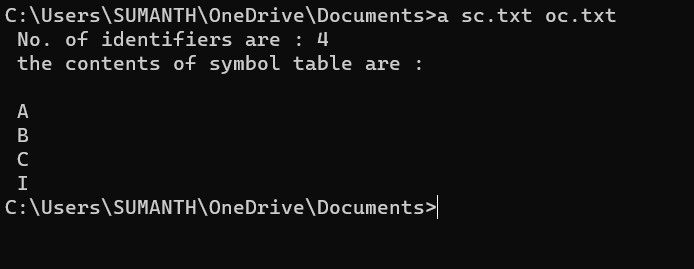 C:\Users\SUMANTH\OneDrive\Documents>a sc.txt oc.txt
No. of identifiers are : 4
the contents of symbol table are :
A
B
C
I
C:\Users\SUMANTH\OneDrive\Documents>